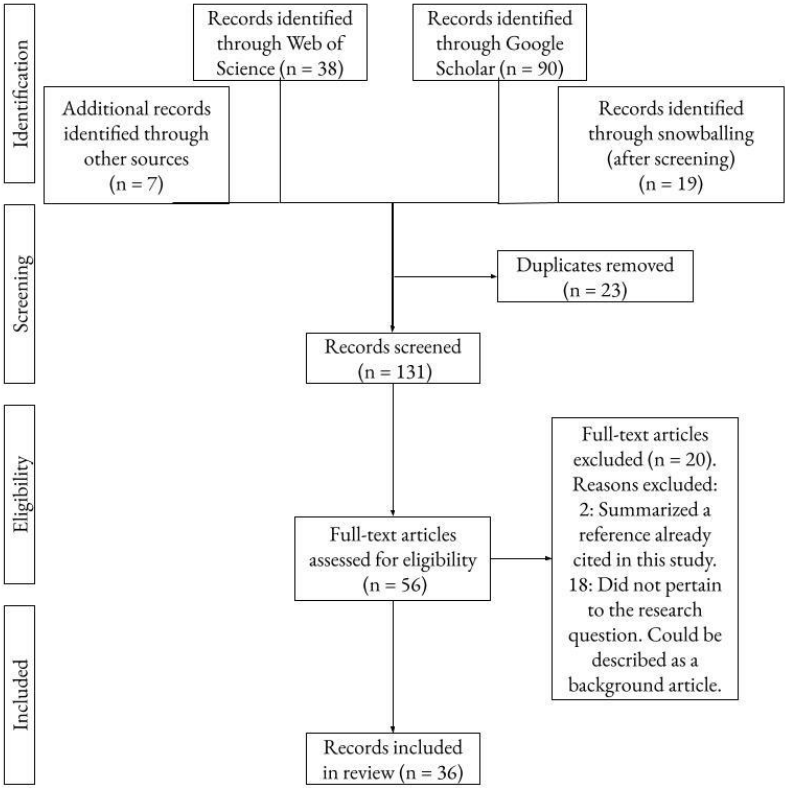 Identification
Records identified
through Web of
Science (n = 38)
Records identified
through Google
Scholar (n = 90)
Additional records
identified through
other sources
(n = 7)
Records identified
through snowballing
(after screening)
(n = 19)
Screening
Duplicates removed
(n = 23)
Records screened
(n = 131)
Eligibility
Full-text articles
assessed for eligibility
(n = 56)
Full-text articles
excluded (n = 20).
Reasons excluded:
2: Summarized a
reference already
cited in this study.
18: Did not pertain
to the research
question. Could be
described as a
background article.
Included
Records included
in review (n = 36)